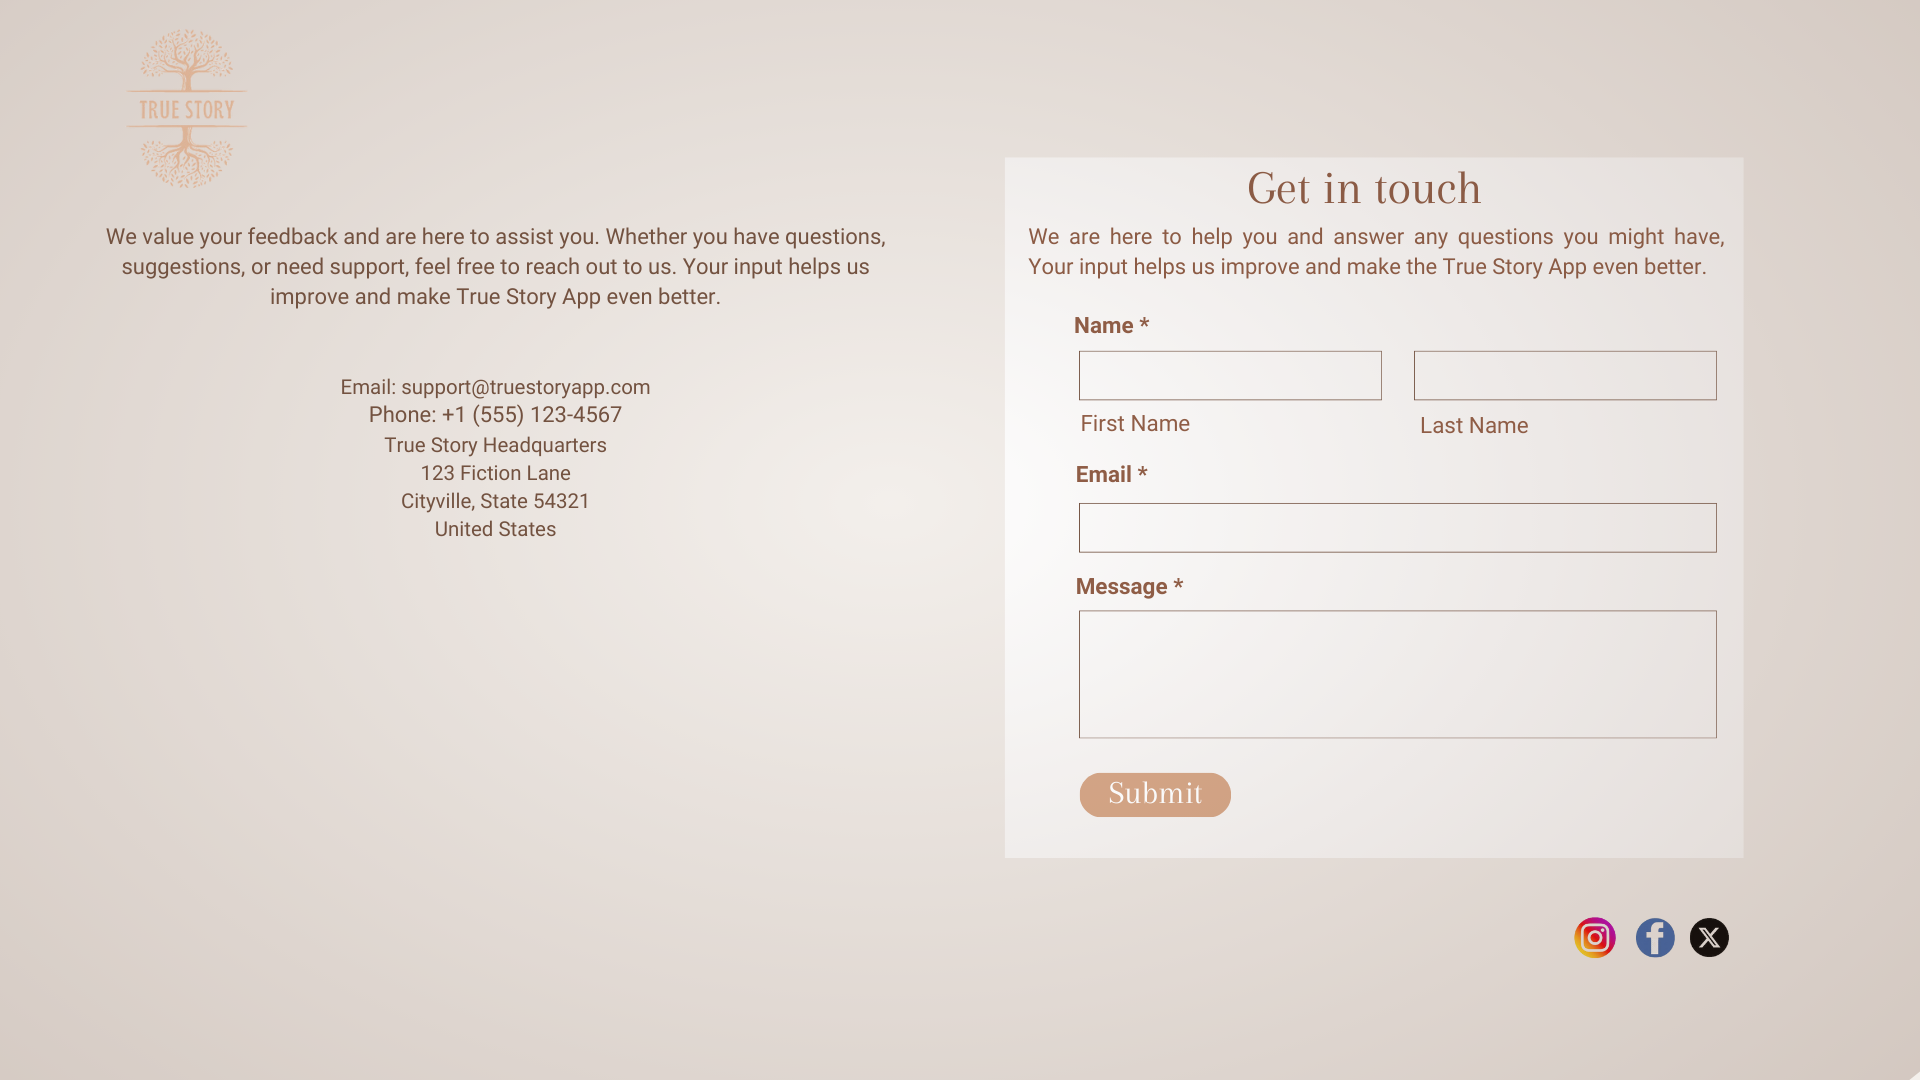 TRUE STORY
We value your feedback and are here to assist you. Whether you have questions,
suggestions, or need support, feel free to reach out to us. Your input helps us
improve and make True Story App even better.
Email: support@truestoryapp.com
Phone: +1 (555) 123-4567
True Story Headquarters
123 Fiction Lane
Cityville, State 54321
United States
Get in touch
We are here to help you and answer any questions you might have,
Your input helps us improve and make the True Story App even better.
Name *
First Name
Last Name
Email *
Message *
Submit